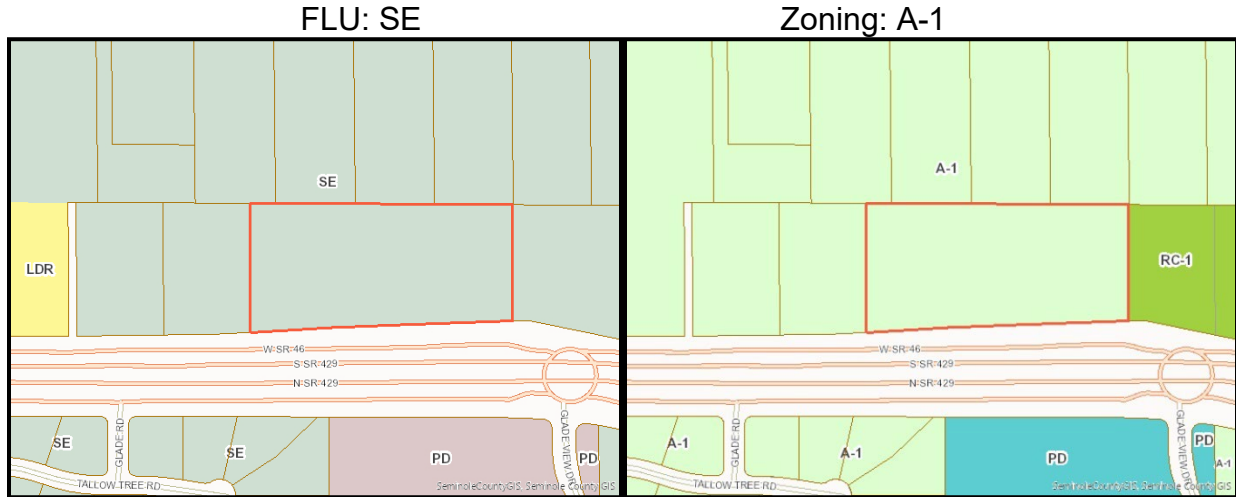 FLU: SE
Zoning: A-1
SE
LDR
W SR 46
S SR 429
N SR 429
GLADE RD
GLADE VIEW DR
SE
SE
PD
PD
TALLOW TREE RD
SeminoleCountyGIS, Seminole County GIS
A-1
RC-1
W SR 46
S SR 429
N SR 429
GLADE RD
GLADE VIEW DR
A-1
A-1
PD
PD
A-1
TALLOW TREE RD
SeminoleCountyGIS, Seminole County GIS